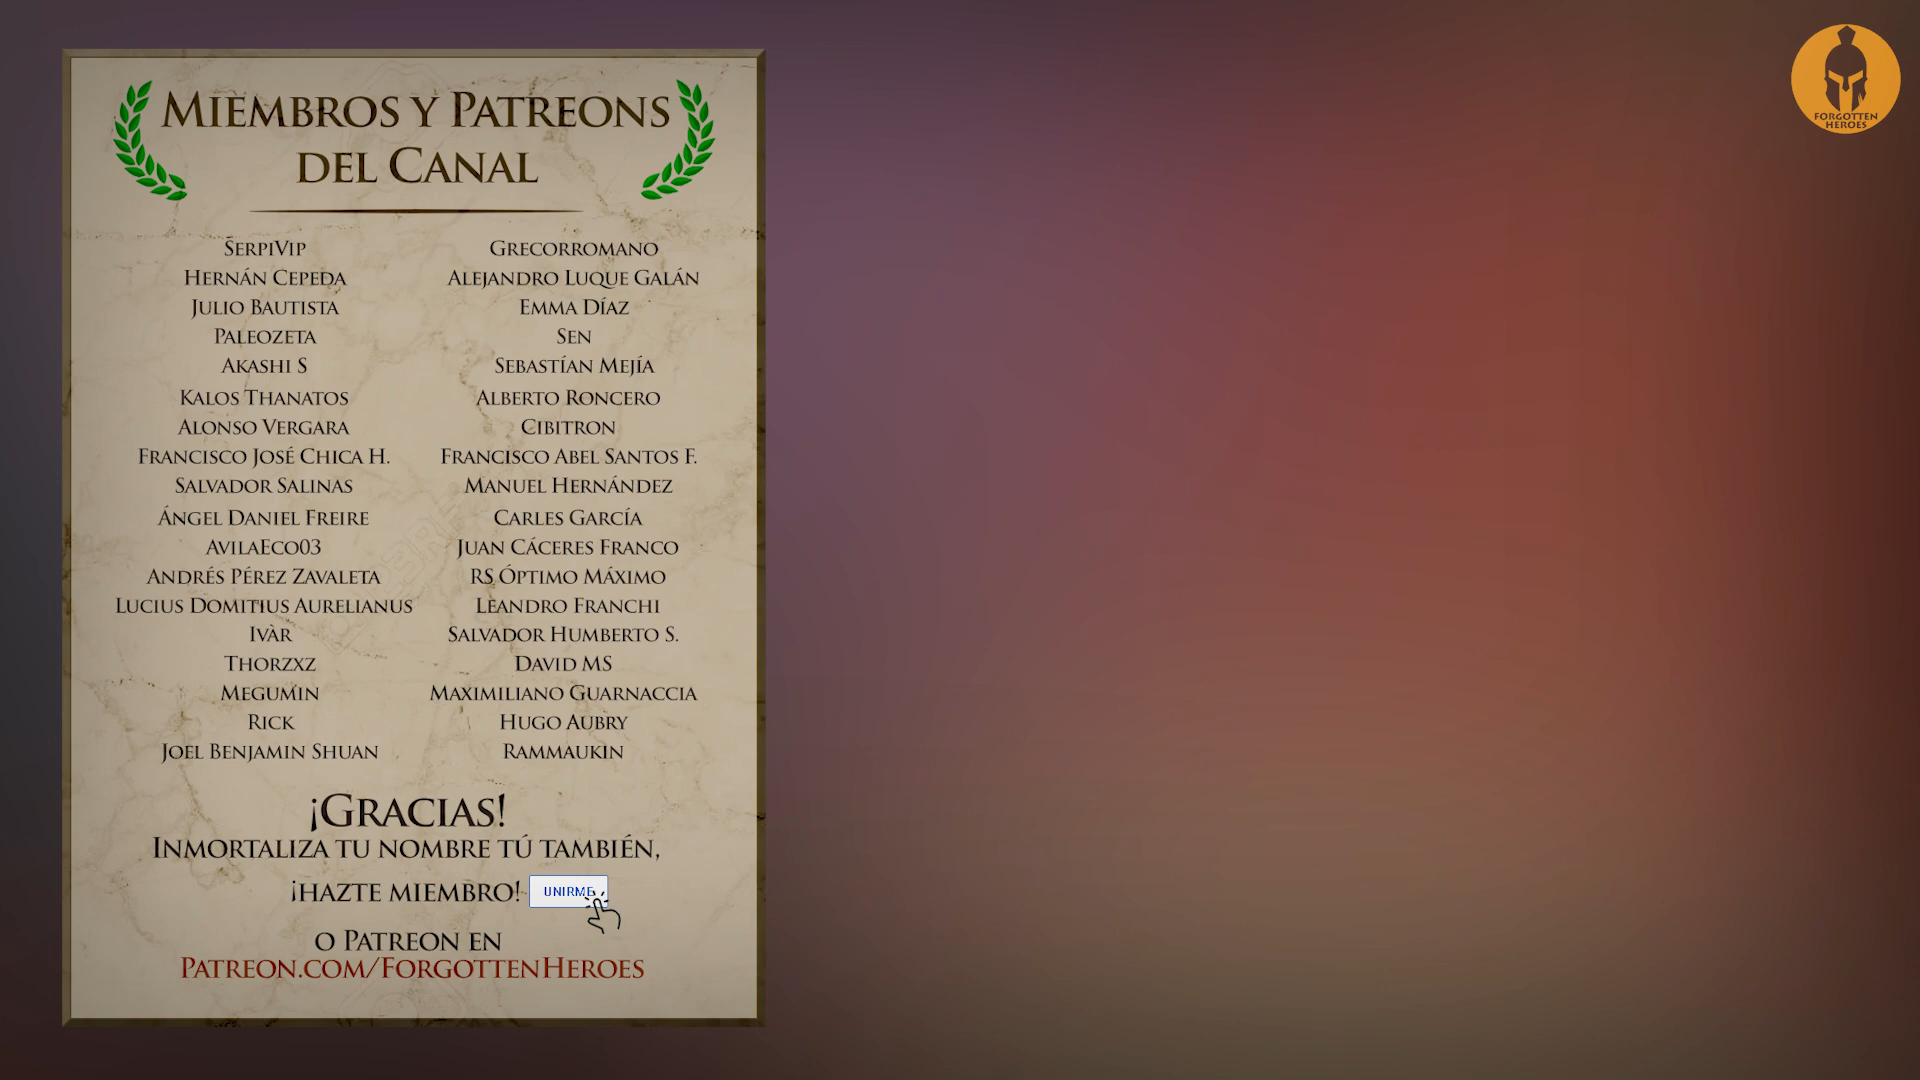 Miembros y Patreons
del Canal
SerpiVip
Hernán Cepeda
Julio Bautista
Paleozeta
Akashi S
Kalos Thanatos
Alonso Vergara
Francisco José Chica H.
Salvador Salinas
Ángel Daniel Freire
AvilaEco03
Andrés Pérez Zavaleta
Lucius Domitius Aurelianus
Ivàr
Thorzxz
Megumin
Rick
Joel Benjamin Shuan
Grecorromano
Alejandro Luque Galán
Emma Díaz
Sen
Sebastían Mejía
Alberto Roncero
Cibitron
Francisco Abel Santos F.
Manuel Hernández
Carles García
Juan Cáceres Franco
RS Óptimo Máximo
Leandro Franchi
Salvador Humberto S.
David MS
Maximiliano Guarnaccia
Hugo Aubry
Rammaukin
¡Gracias!
Inmortaliza tu nombre tú también,
¡hazte miembro! UNIRME
o Patreon en
Patreon.com/ForgottenHeroes
FORGOTTEN
HEROES